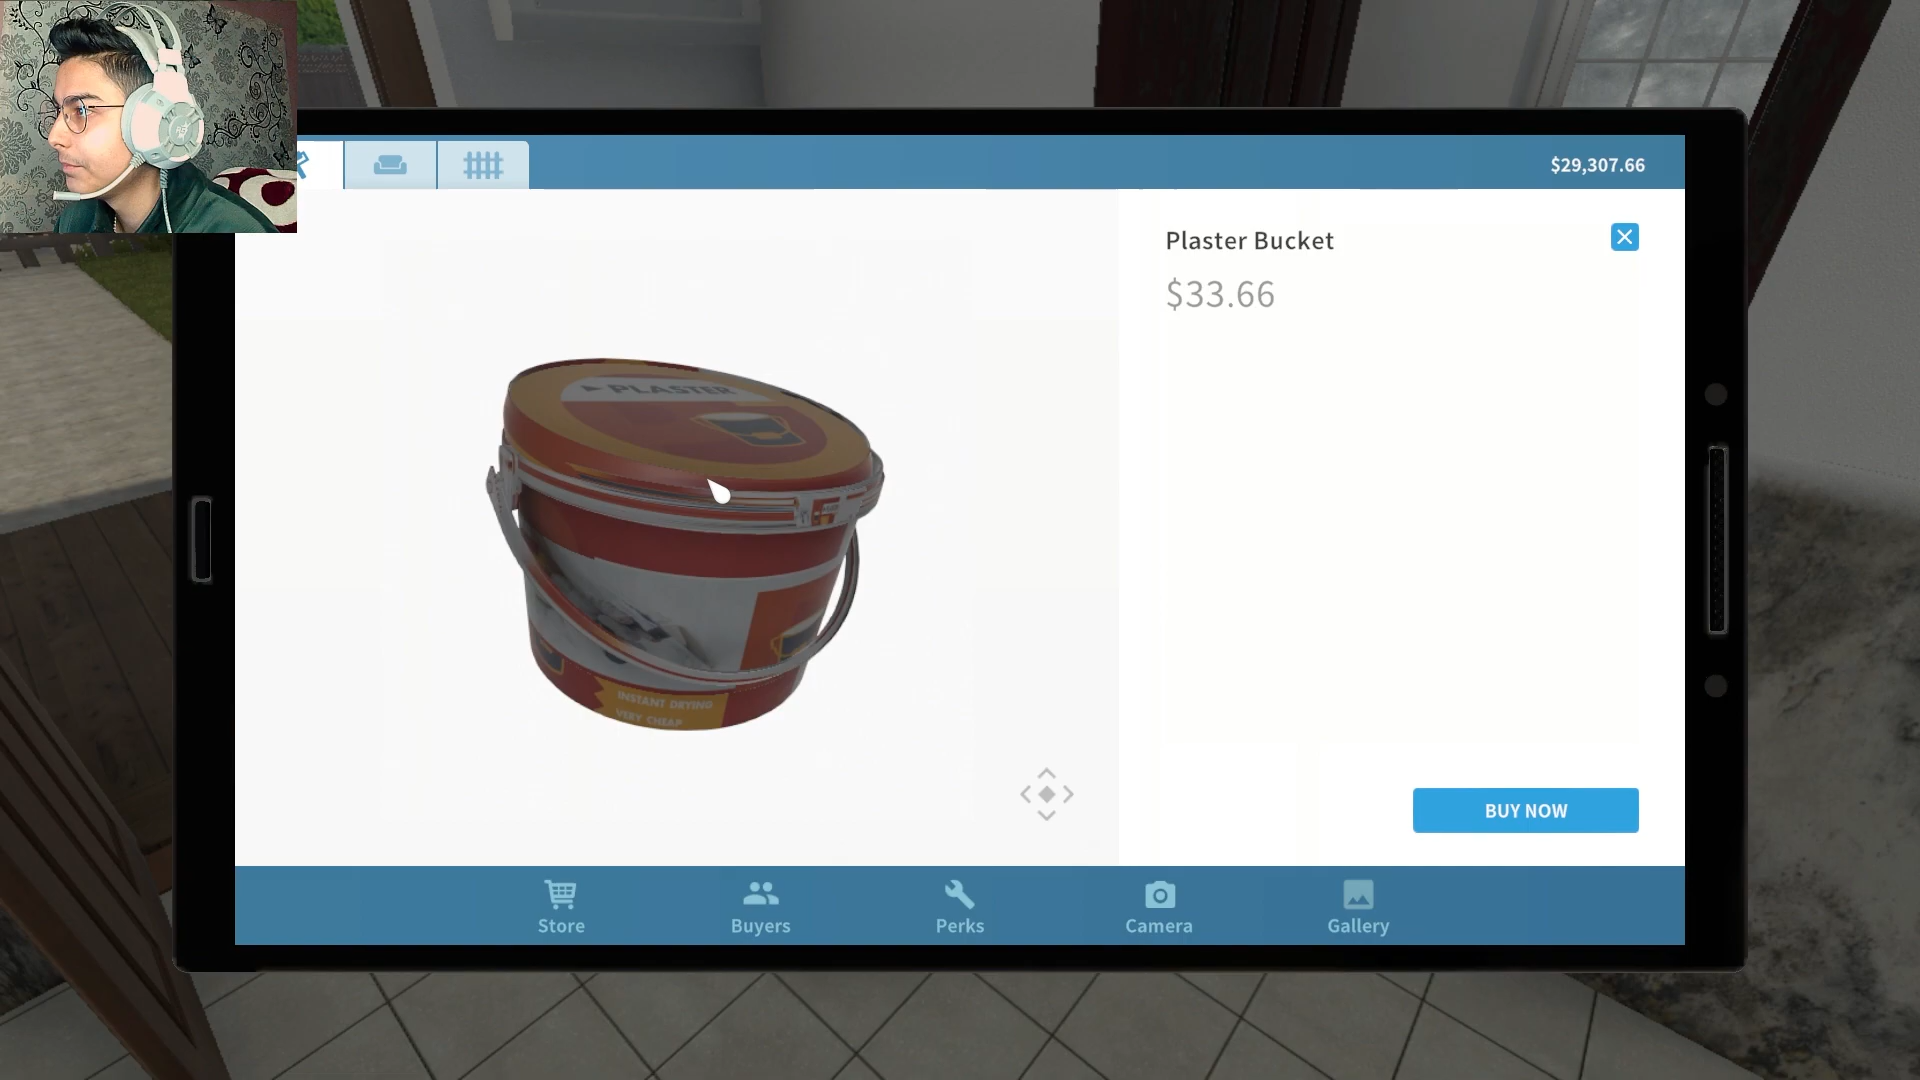 $29,307.66
Plaster Bucket
$33.66
PLASTER
INSTANT DRYING
VERY CHEAP
BUY NOW
Store
Buyers
Perks
Camera
Gallery